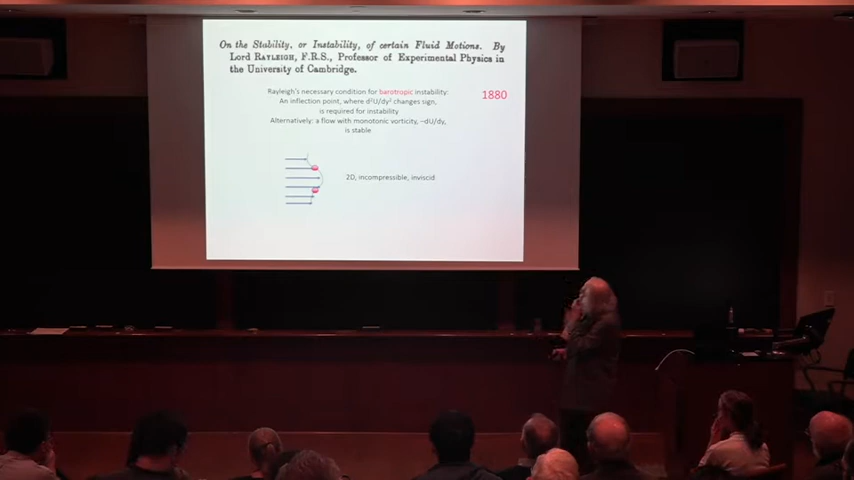 On the Stability, or Instability, of certain Fluid Motions. By
Lord RAYLEIGH, F.R.S., Professor of Experimental Physics in
the University of Cambridge.
Rayleigh's necessary condition for barotropic instability:
An inflection point, where d²U/dy² changes sign,
is required for instability
Alternatively: a flow with monotonic vorticity, –dU/dy,
is stable
1880
2D, incompressible, inviscid